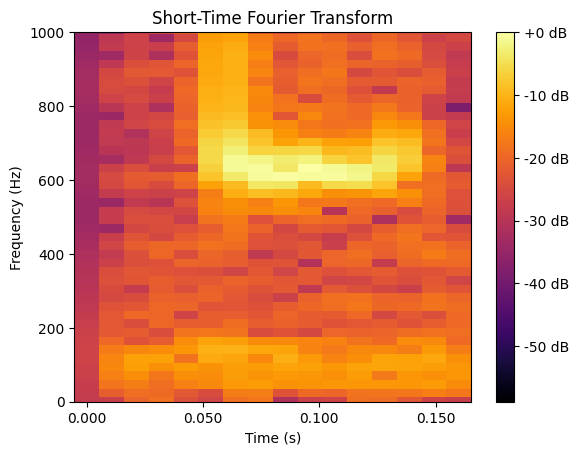 Short-Time Fourier Transform
1000
800
600
400
200
0
Frequency (Hz)
0.000
0.050
0.100
0.150
Time (s)
+0 dB
-10 dB
-20 dB
-30 dB
-40 dB
-50 dB